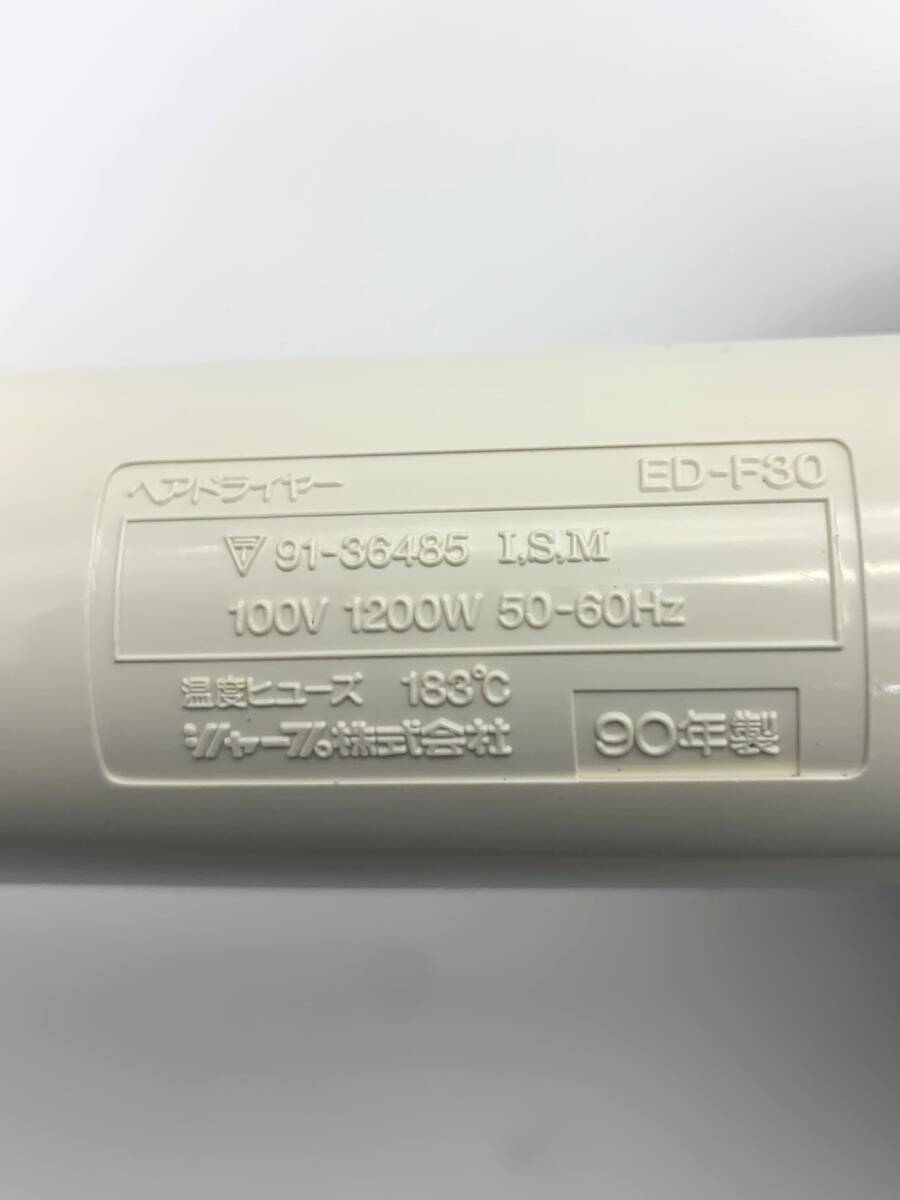 ヘアドライヤー ED-F30
〒 91-36485 I.S.M
100V 1200W 50-60Hz
温度ヒューズ 183℃
シャープ株式会社 90年製